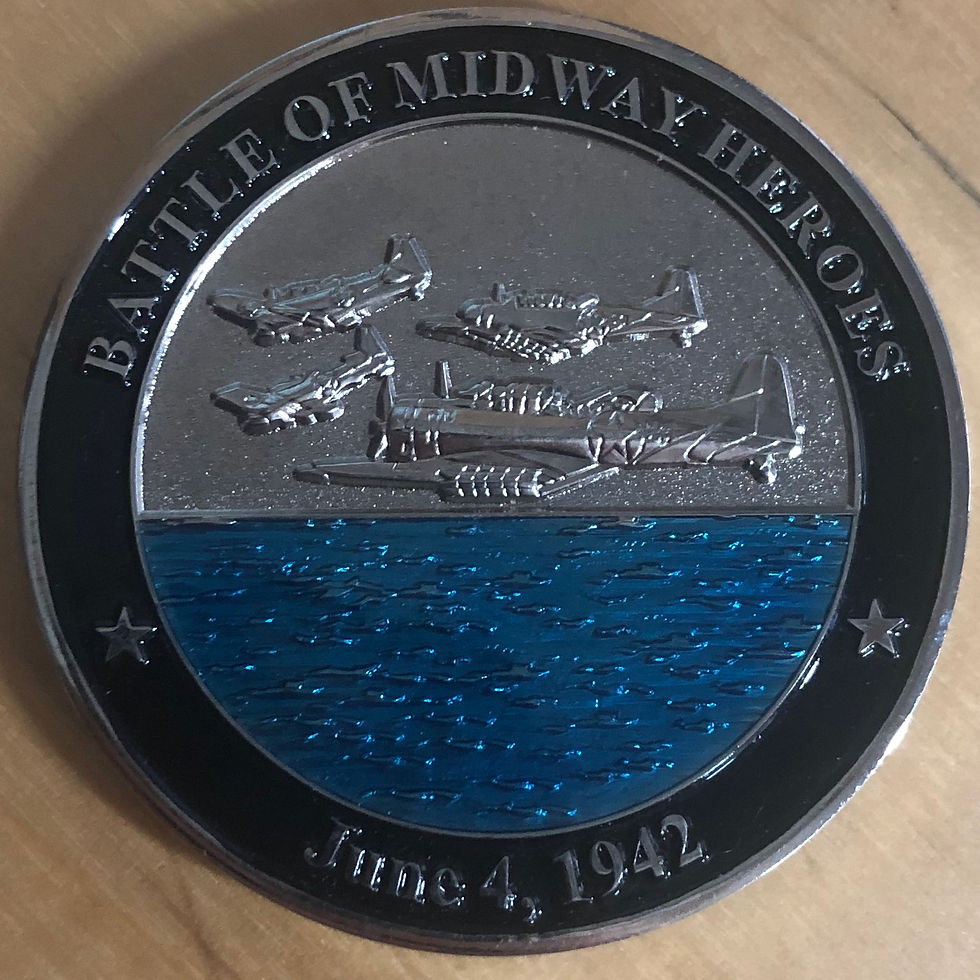 BATTLE OF MIDWAY HEROES
June 4, 1942